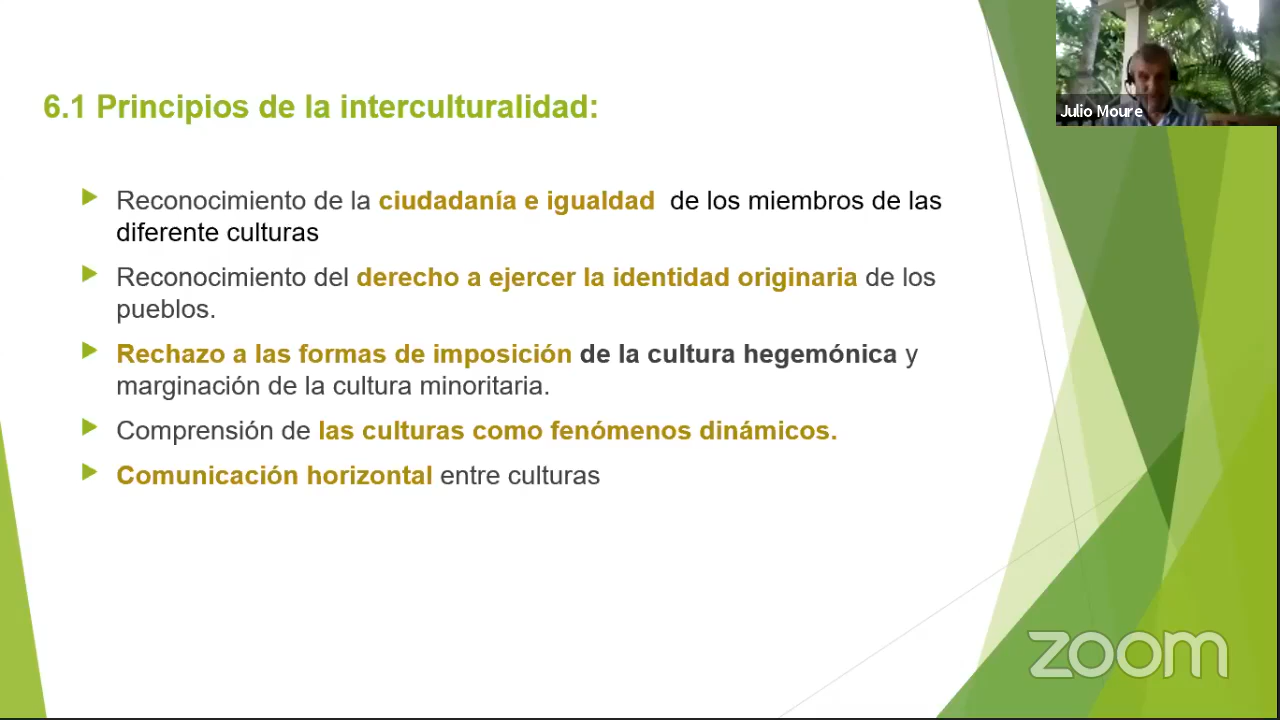 6.1 Principios de la interculturalidad:
Julio Moure
Reconocimiento de la ciudadanía e igualdad de los miembros de las
diferente culturas
Reconocimiento del derecho a ejercer la identidad originaria de los
pueblos.
Rechazo a las formas de imposición de la cultura hegemónica y
marginación de la cultura minoritaria.
Comprensión de las culturas como fenómenos dinámicos.
Comunicación horizontal entre culturas
zoom